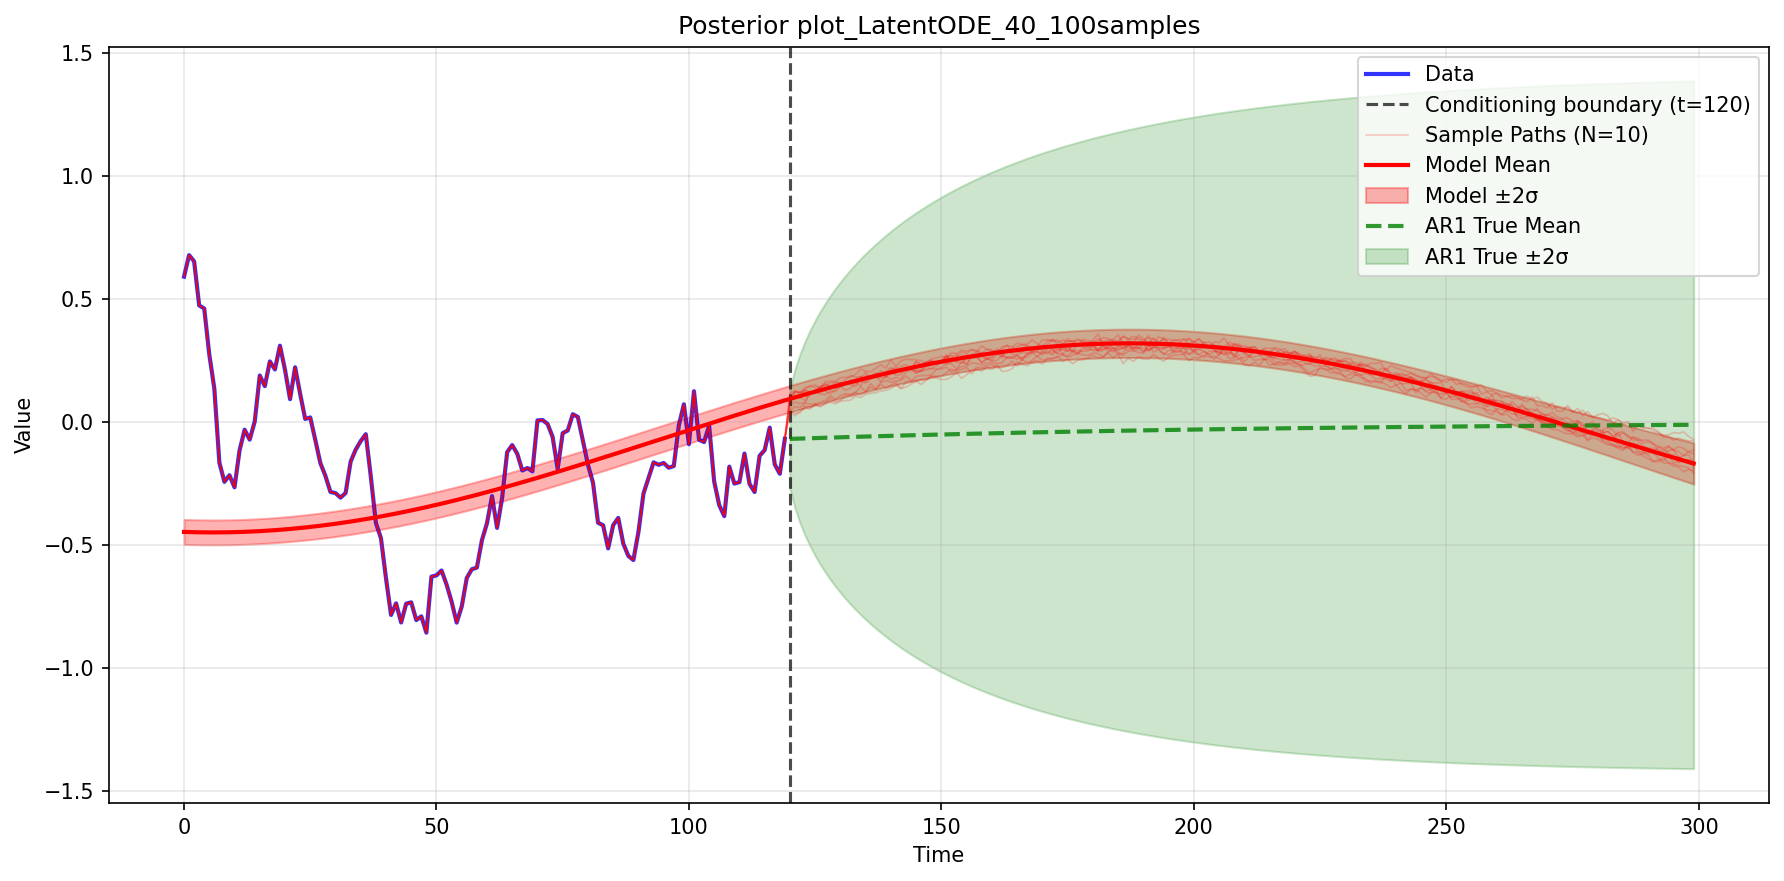 Posterior plot_LatentODE_40_100samples
Data
Conditioning boundary (t=120)
Sample Paths (N=10)
Model Mean
Model ±2σ
AR1 True Mean
AR1 True ±2σ
Value
1.5
1.0
0.5
0.0
−0.5
−1.0
−1.5
0 50 100 150 200 250 300
Time